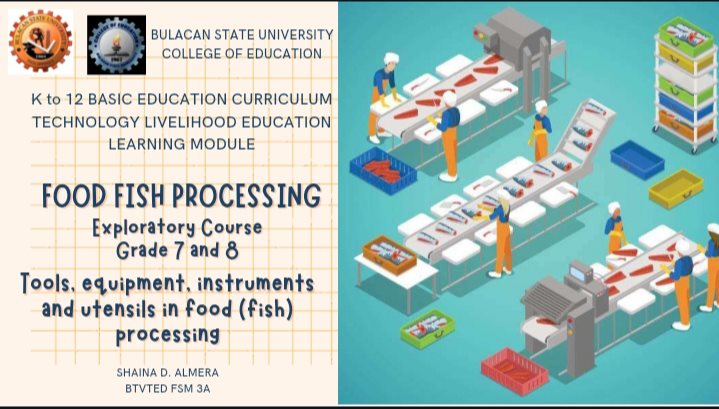 BULACAN STATE UNIVERSITY
COLLEGE OF EDUCATION
K to 12 BASIC EDUCATION CURRICULUM
TECHNOLOGY LIVELIHOOD EDUCATION
LEARNING MODULE
FOOD FISH PROCESSING
Exploratory Course
Grade 7 and 8
Tools, equipment, instruments
and utensils in food (fish)
processing
SHAINA D. ALMERA
BTVTED FSM 3A